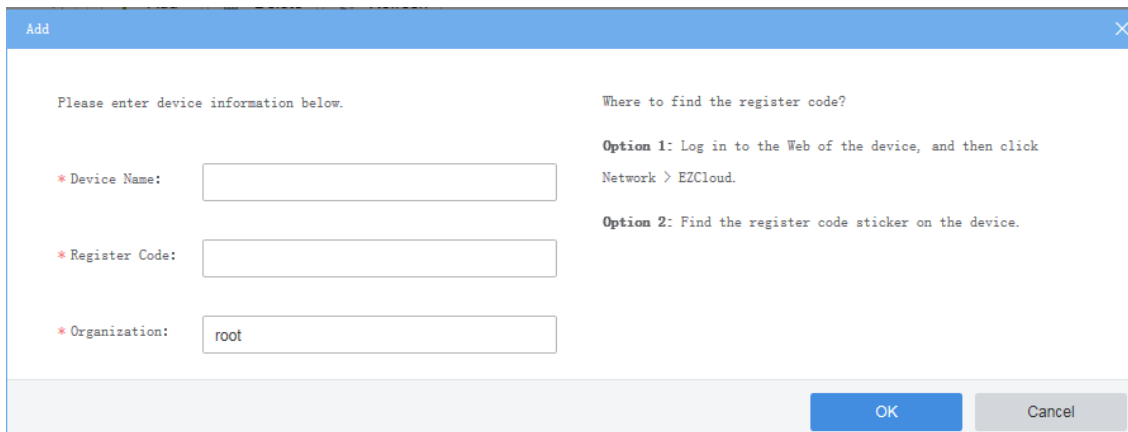 Add
Please enter device information below.
* Device Name:
* Register Code:
* Organization:
root
Where to find the register code?
Option 1: Log in to the Web of the device, and then click
Network > EZCloud.
Option 2: Find the register code sticker on the device.
OK
Cancel